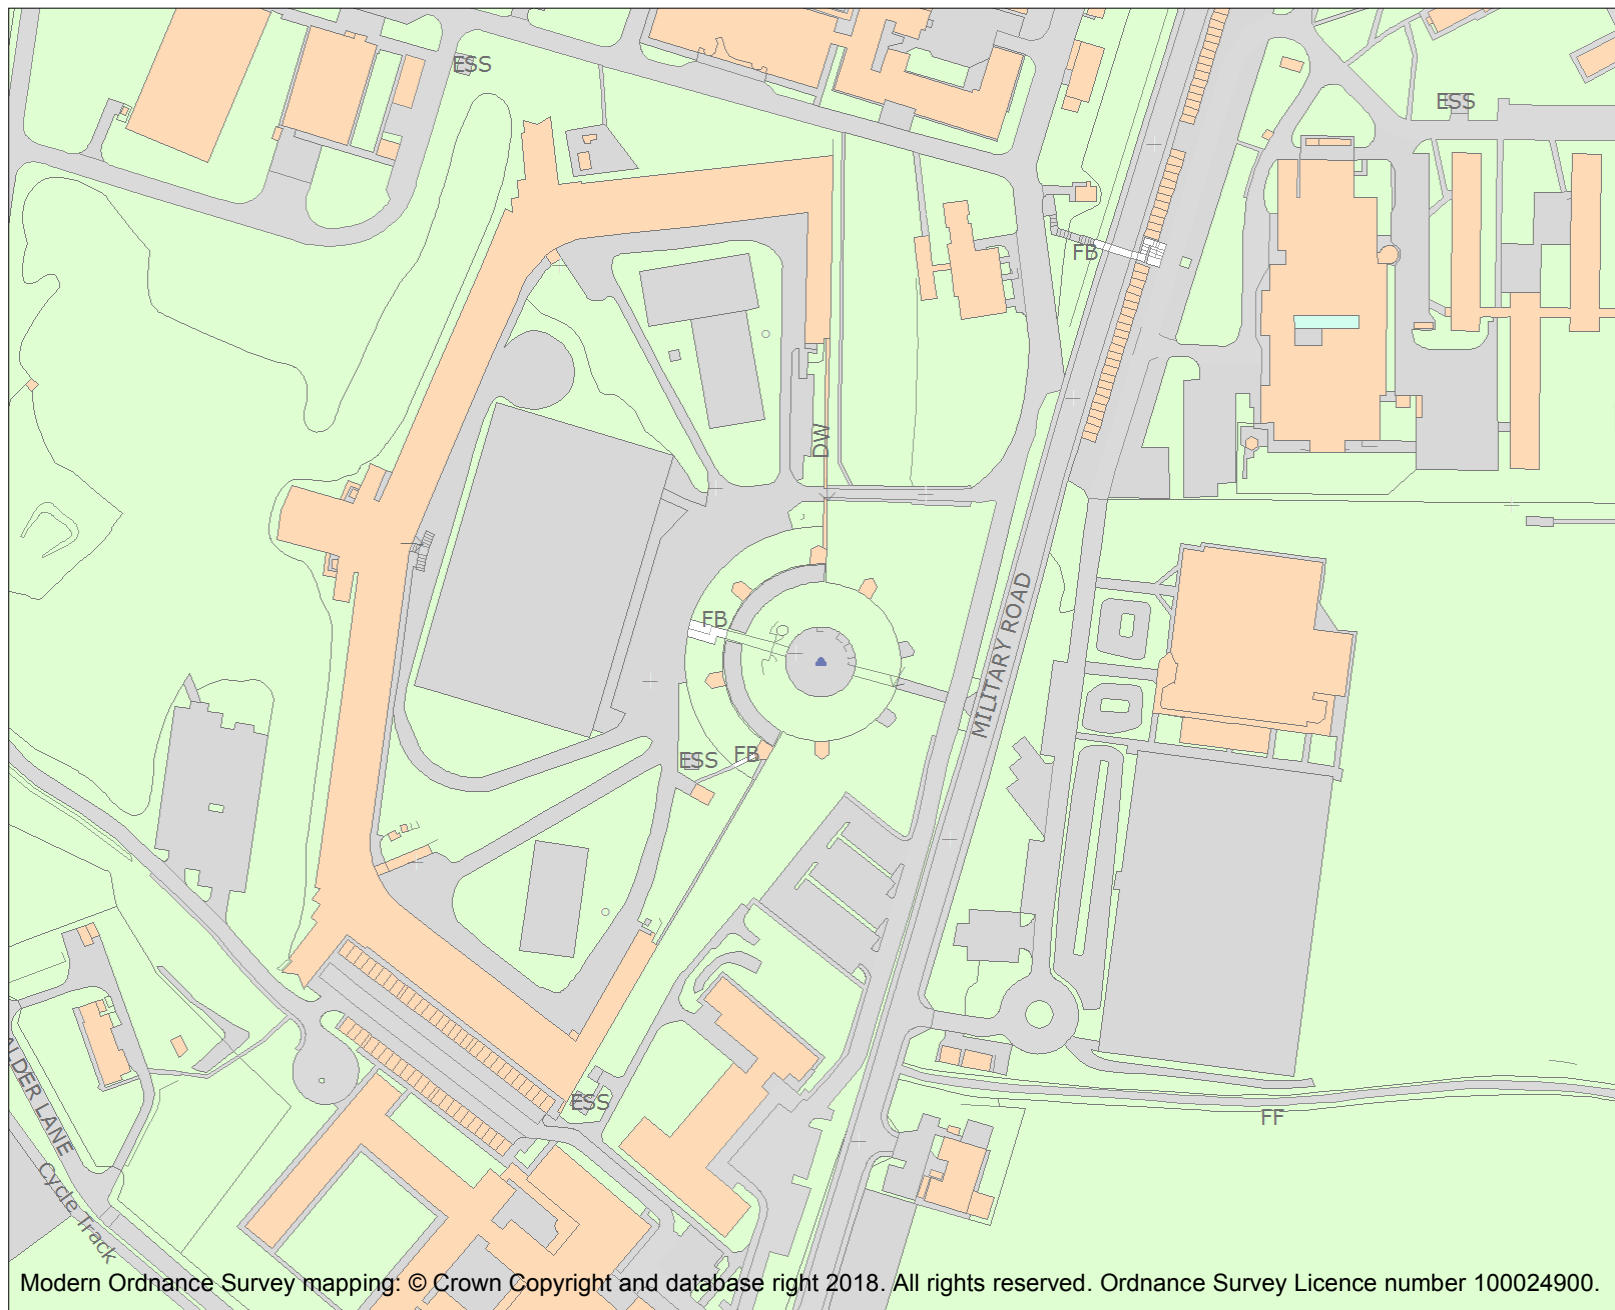 ESS
ESS
FB
DW
MILITARY ROAD
FB
ESS
FB
ALDER LANE
ESS
FF
Cycle Track
Modern Ordnance Survey mapping: © Crown Copyright and database right 2018. All rights reserved. Ordnance Survey Licence number 100024900.